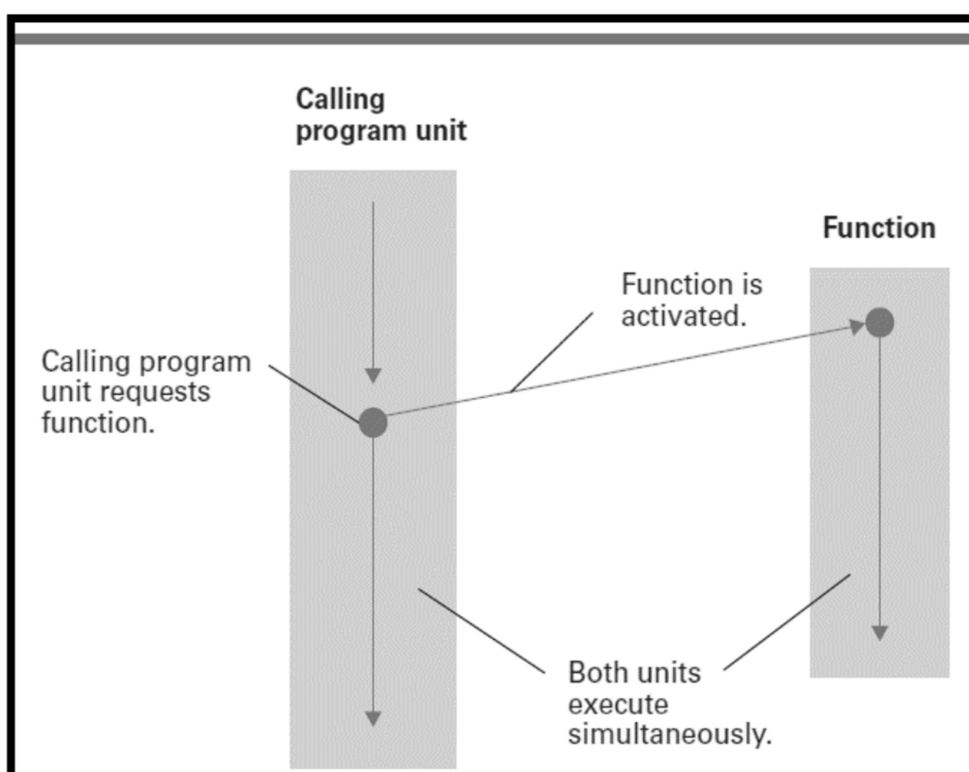 Calling
program unit
Function
Function is
activated.
Calling program
unit requests
function.
Both units
execute
simultaneously.